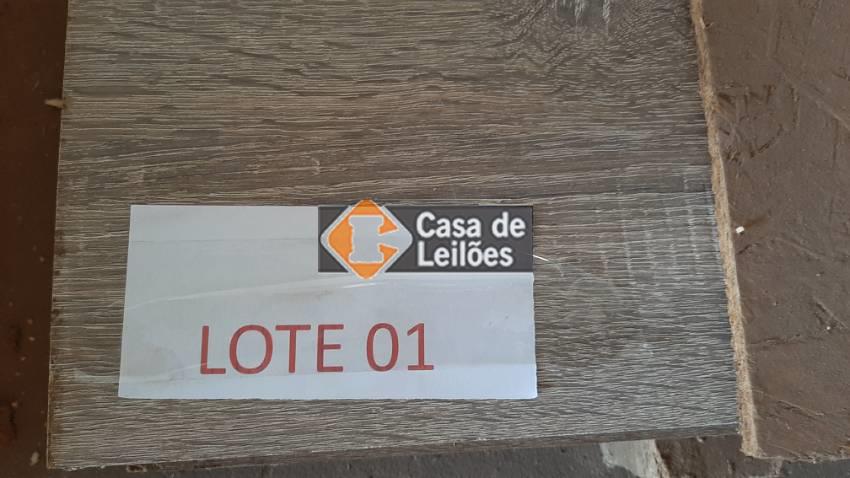 Casa de
Leilões
LOTE 01